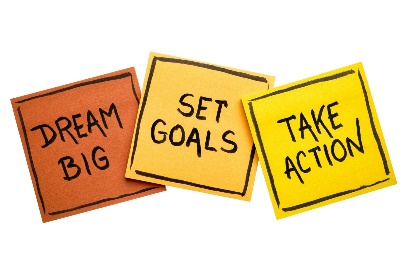 DREAM
BIG
SET
GOALS
TAKE
ACTION